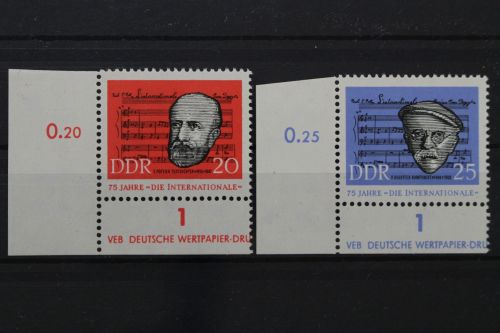 0.20
DDR 20
75 JAHRE -DIE INTERNATIONALE-
1
VEB DEUTSCHE WERTPAPIER-DRU
0.25
DDR 25
75 JAHRE -DIE INTERNATIONALE-
1
VEB DEUTSCHE WERTPAPIER-DRU